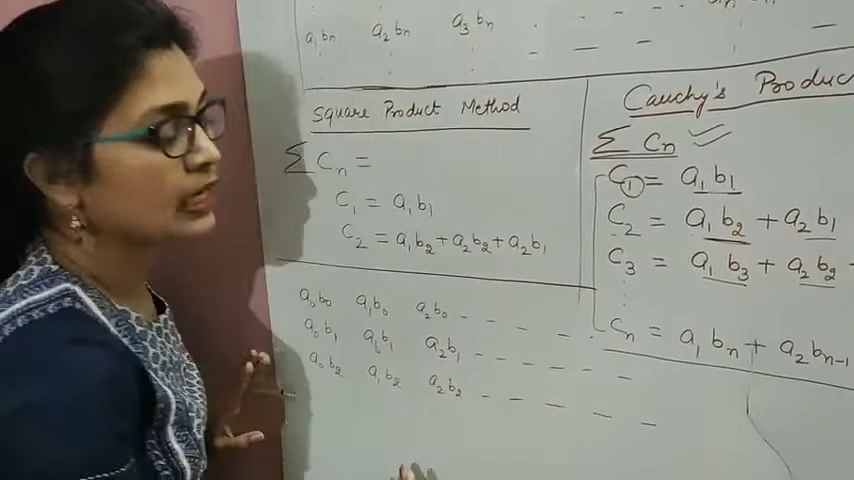 a₁bₙ a₂bₙ a₃bₙ . - - -
Square Product Method
Σ Cₙ =
C₁ = a₁b₁
C₂ = a₁b₂ + a₂b₂ + a₂b₁
Cauchy's Product
Σ Cₙ
C₁ = a₁b₁
C₂ = a₁b₂ + a₂b₁
C₃ = a₁b₃ + a₂b₂ +
Cₙ = a₁bₙ + a₂bₙ₋₁
a₀b₀ a₁b₀ a₂b₀ - - - -
a₀b₁ a₁b₁ a₂b₁ - - - - -
a₀b₂ a₁b₂ a₂b₂ - - - - -